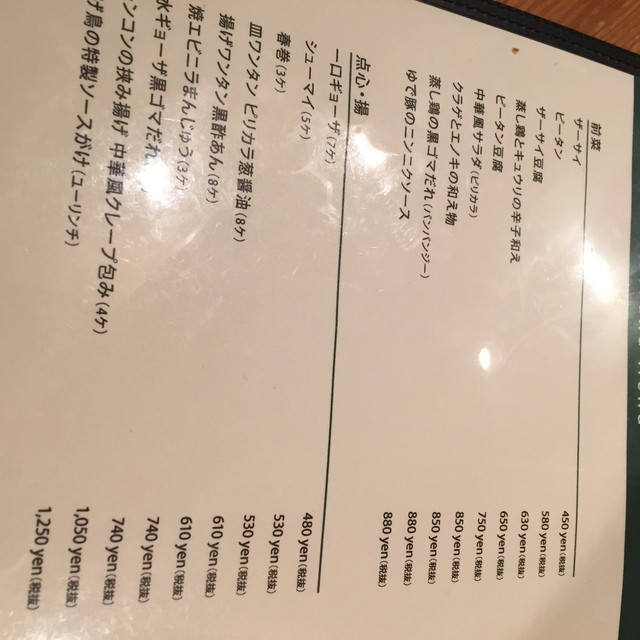 前菜
ザーサイ 450 yen(税抜)
ピータン 580 yen(税抜)
ザーサイ豆腐 630 yen(税抜)
蒸し鶏とキュウリの辛子和え 650 yen(税抜)
ピータン豆腐 750 yen(税抜)
中華風サラダ(ピリカラ) 850 yen(税抜)
クラゲとエノキの和え物 850 yen(税抜)
蒸し鶏の黒ゴマだれ(バンバンジー) 880 yen(税抜)
ゆで豚のニンニクソース 880 yen(税抜)
点心・揚
一口ギョーザ(7ケ) 480 yen(税抜)
シューマイ(5ケ) 530 yen(税抜)
春巻(3ケ) 530 yen(税抜)
皿ワンタン ピリカラ葱醤油(8ケ) 610 yen(税抜)
揚げワンタン黒酢あん(8ケ) 610 yen(税抜)
焼エビニラまんじゅう(3ケ) 740 yen(税抜)
水ギョーザ黒ゴマだれ 740 yen(税抜)
ンコンの挟み揚げ 中華風クレープ包み(4ケ) 1,050 yen(税抜)
げ鳥の特製ソースがけ(ユーリンチ) 1,250 yen(税抜)